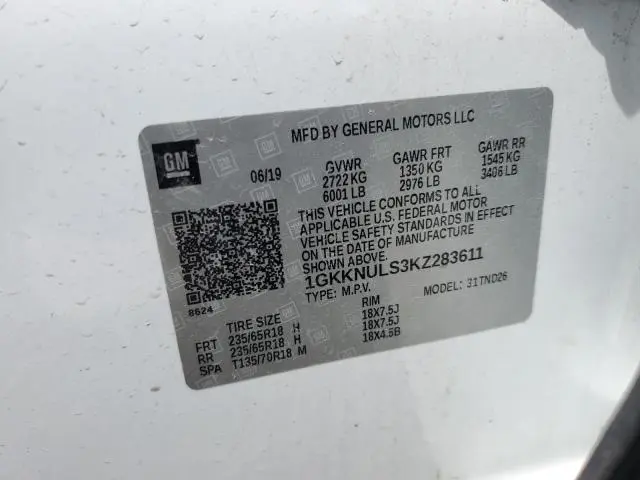 MFD BY GENERAL MOTORS LLC
GM
06/19
GVWR GAWR FRT GAWR RR
2722 KG 1350 KG 1545 KG
6001 LB 2976 LB 3406 LB
THIS VEHICLE CONFORMS TO ALL
APPLICABLE U.S. FEDERAL MOTOR
VEHICLE SAFETY STANDARDS IN EFFECT
ON THE DATE OF MANUFACTURE
SHOWN ABOVE.
1GKKNULS3KZ283611
TYPE: M.P.V. MODEL: 31TND26
8624
TIRE SIZE RIM
FRT 235/65R18 H 18X7.5J
RR 235/65R18 H 18X7.5J
SPA T135/70R18 M 18X4.5B